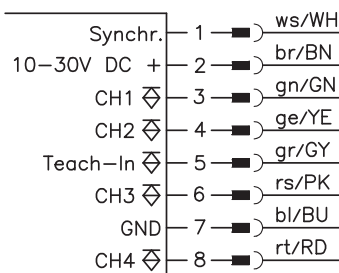 Synchr. 1 ws/WH
10-30V DC + 2 br/BN
CH1 3 gn/GN
CH2 4 ge/YE
Teach-In 5 gr/GY
CH3 6 rs/PK
GND 7 bl/BU
CH4 8 rt/RD